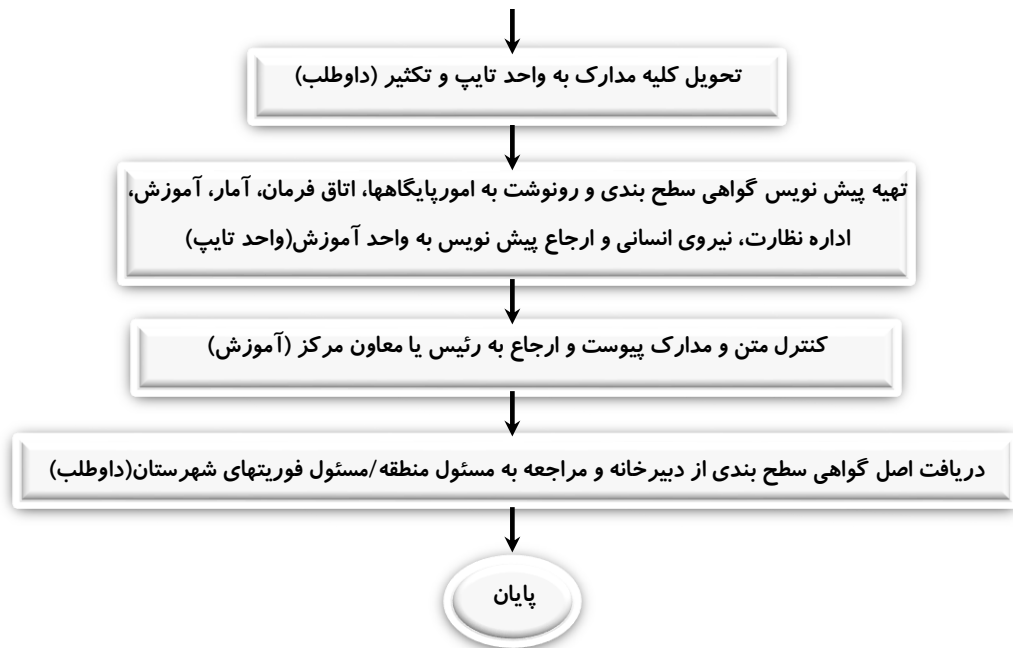 تحویل کلیه مدارک به واحد تایپ و تکثیر (داوطلب)
تهیه پیش نویس گواهی سطح بندی و رونوشت به امورپایگاهها، اتاق فرمان، آمار، آموزش،
اداره نظارت، نیروی انسانی و ارجاع پیش نویس به واحد آموزش(واحد تایپ)
کنترل متن و مدارک پیوست و ارجاع به رئیس یا معاون مرکز (آموزش)
دریافت اصل گواهی سطح بندی از دبیرخانه و مراجعه به مسئول منطقه/مسئول فوریتهای شهرستان(داوطلب)
پایان